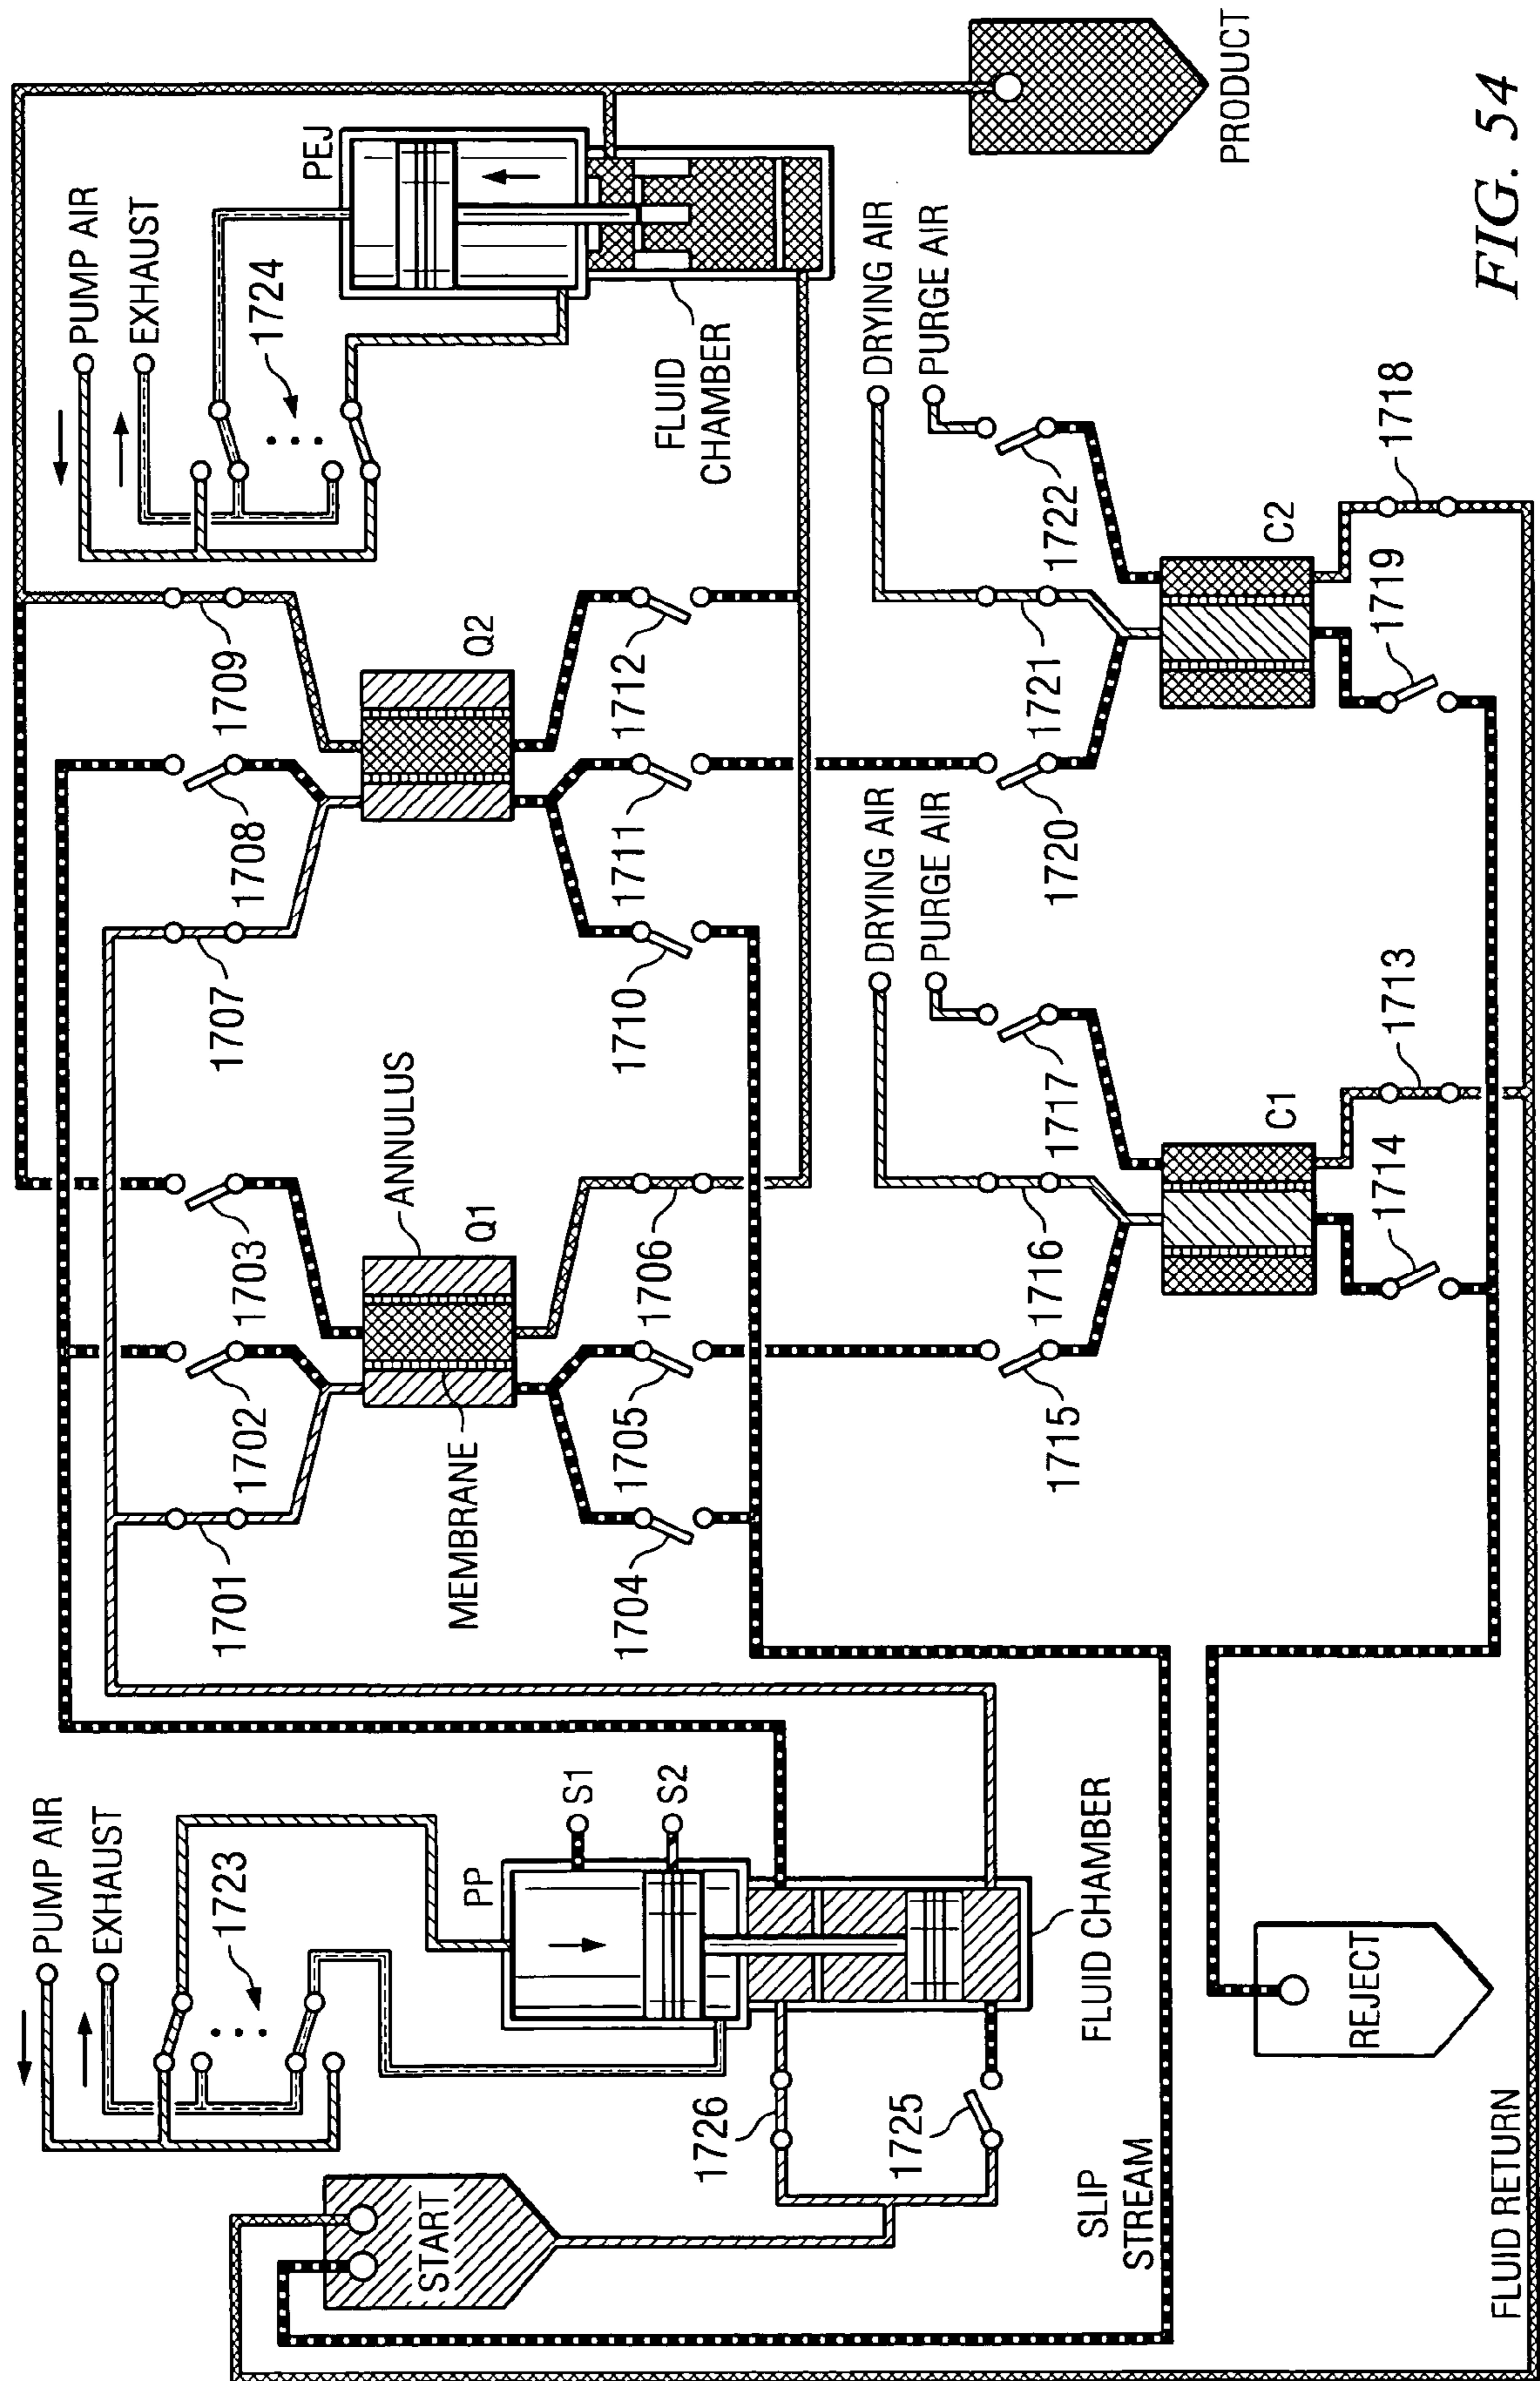 PUMP AIR
EXHAUST
1723
START
PP
S1
S2
1726
1725
FLUID CHAMBER
SLIP
STREAM
REJECT
FLUID RETURN
1701
1702
1703
MEMBRANE
ANNULUS
Q1
1704
1705
1706
1707
1708
1709
Q2
1710
1711
1712
PUMP AIR
EXHAUST
1724
PEJ
FLUID
CHAMBER
PRODUCT
DRYING AIR
PURGE AIR
1715
1716
1717
C1
1714
1713
DRYING AIR
PURGE AIR
1720
1721
1722
C2
1719
1718
FIG. 54